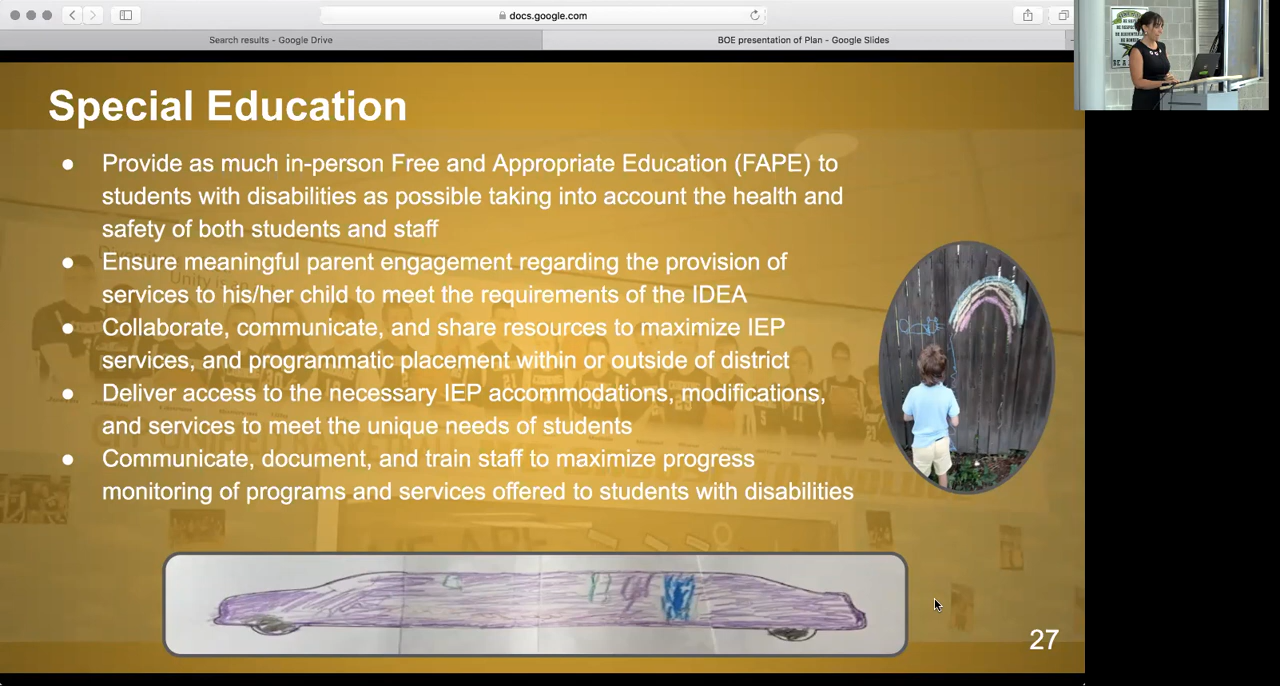 docs.google.com
Search results - Google Drive
BOE presentation of Plan - Google Slides
Special Education
● Provide as much in-person Free and Appropriate Education (FAPE) to
students with disabilities as possible taking into account the health and
safety of both students and staff
● Ensure meaningful parent engagement regarding the provision of
services to his/her child to meet the requirements of the IDEA
● Collaborate, communicate, and share resources to maximize IEP
services, and programmatic placement within or outside of district
● Deliver access to the necessary IEP accommodations, modifications,
and services to meet the unique needs of students
● Communicate, document, and train staff to maximize progress
monitoring of programs and services offered to students with disabilities
27